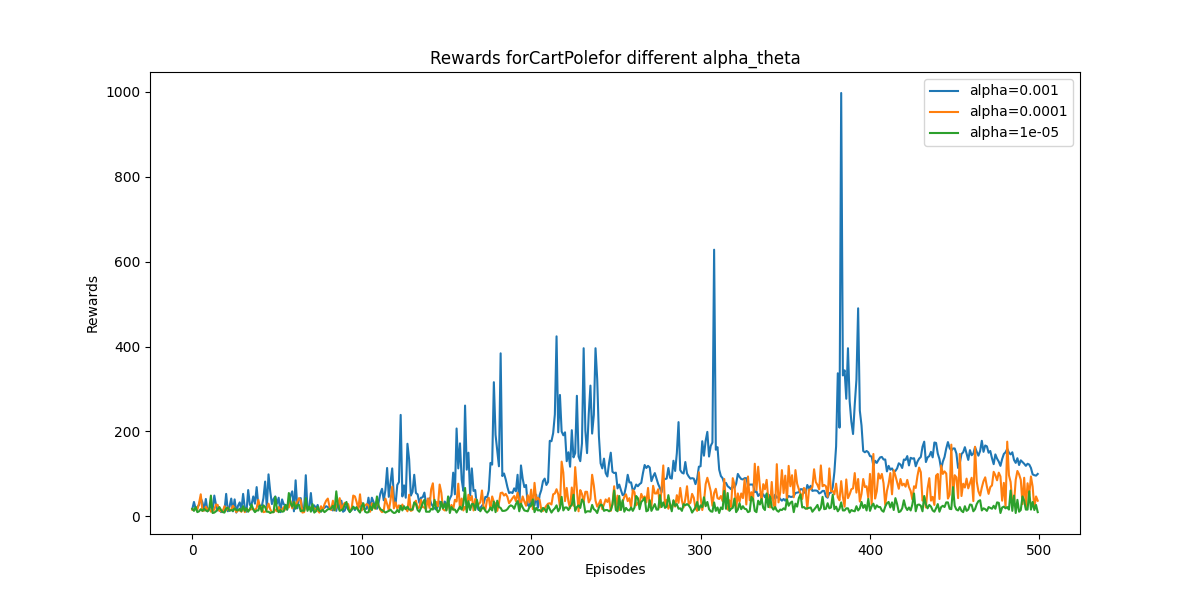 Rewards forCartPolefor different alpha_theta
1000
800
600
400
200
0
Rewards
alpha=0.001
alpha=0.0001
alpha=1e-05
0 100 200 300 400 500
Episodes